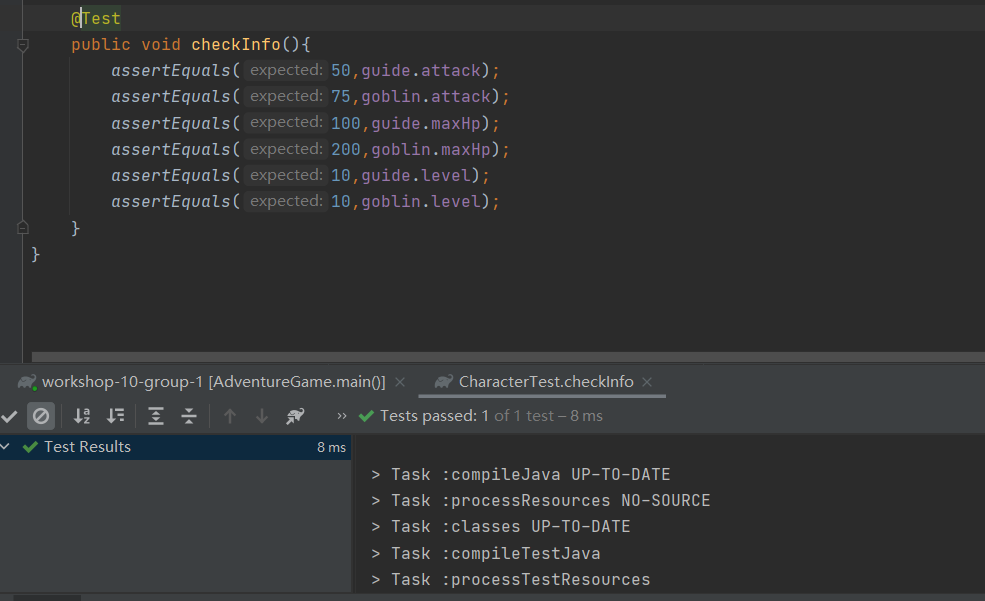 @Test
public void checkInfo(){
assertEquals( expected: 50,guide.attack);
assertEquals( expected: 75,goblin.attack);
assertEquals( expected: 100,guide.maxHp);
assertEquals( expected: 200,goblin.maxHp);
assertEquals( expected: 10,guide.level);
assertEquals( expected: 10,goblin.level);
}
}
workshop-10-group-1 [AdventureGame.main()] × CharacterTest.checkInfo ×
» Tests passed: 1 of 1 test – 8 ms
Test Results 8 ms
> Task :compileJava UP-TO-DATE
> Task :processResources NO-SOURCE
> Task :classes UP-TO-DATE
> Task :compileTestJava
> Task :processTestResources